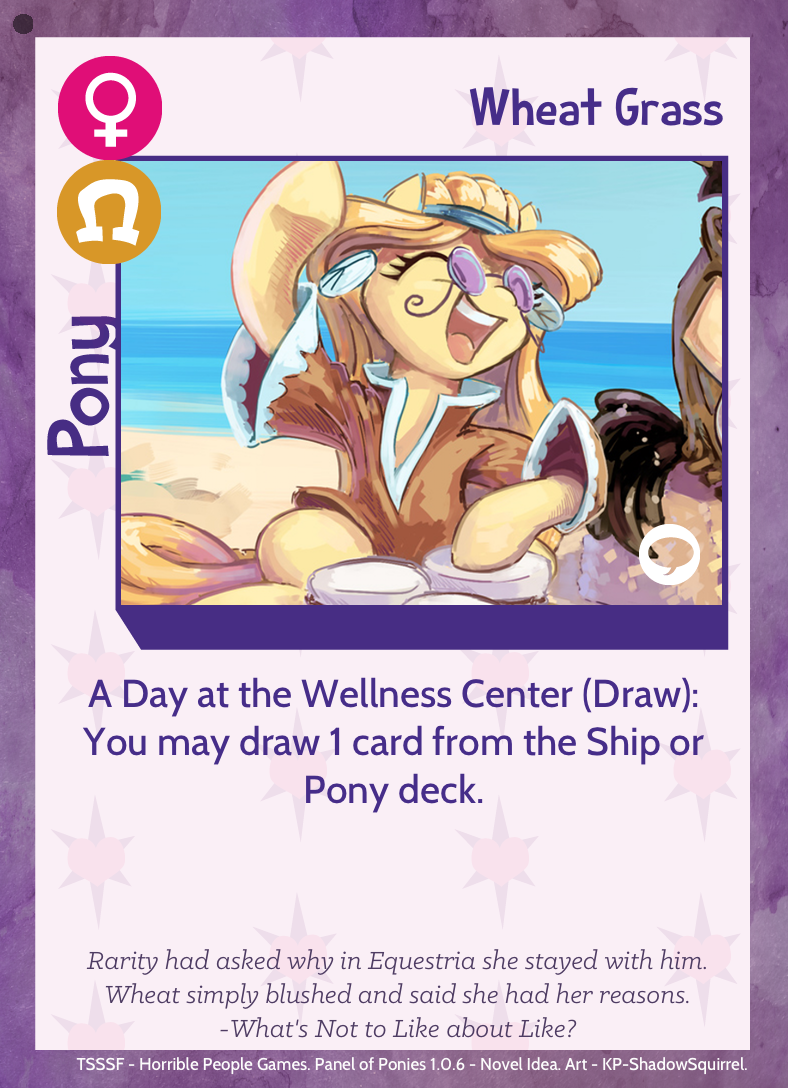 Wheat Grass
Pony
A Day at the Wellness Center (Draw):
You may draw 1 card from the Ship or
Pony deck.
Rarity had asked why in Equestria she stayed with him.
Wheat simply blushed and said she had her reasons.
-What's Not to Like about Like?
TSSSF - Horrible People Games. Panel of Ponies 1.0.6 - Novel Idea. Art - KP-ShadowSquirrel.